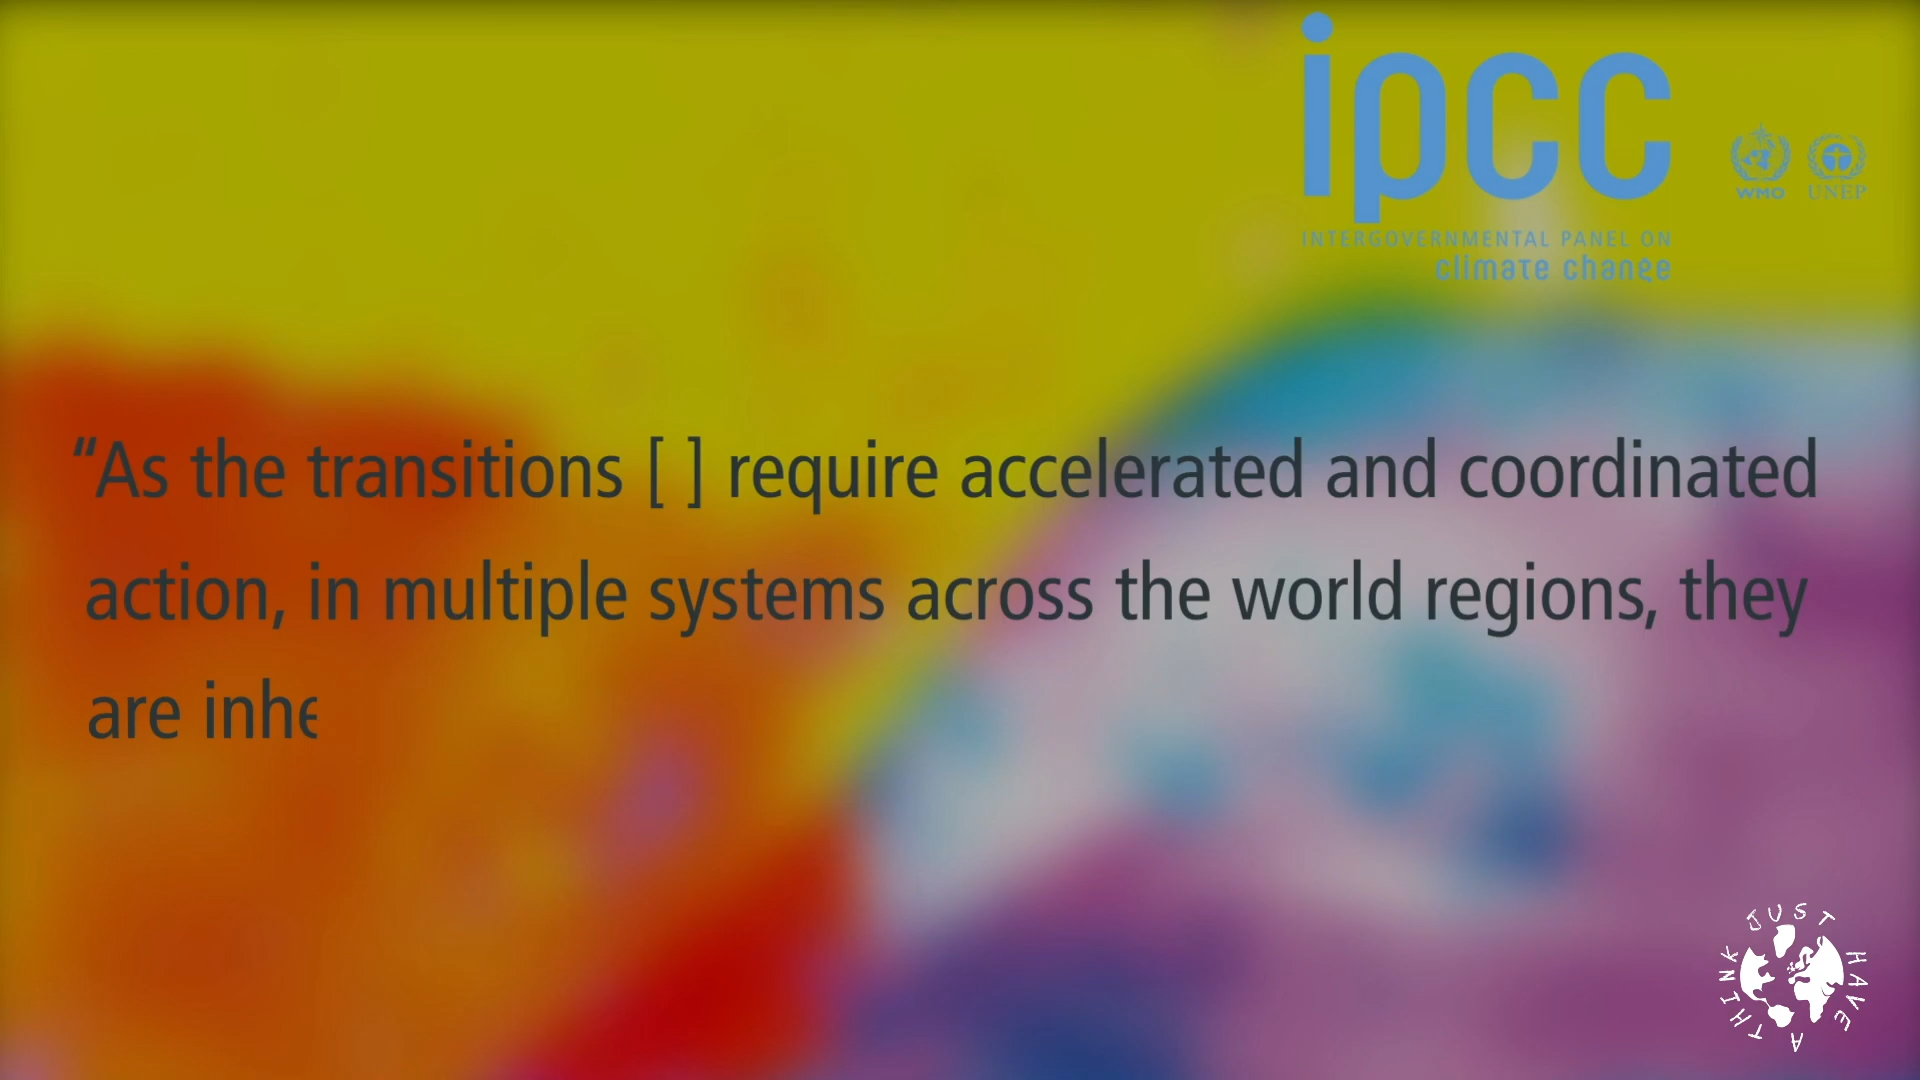 ipcc
WMO UNEP
INTERGOVERNMENTAL PANEL ON
climate change
“As the transitions [ ] require accelerated and coordinated
action, in multiple systems across the world regions, they
are inhe
JUST HAVE A THINK